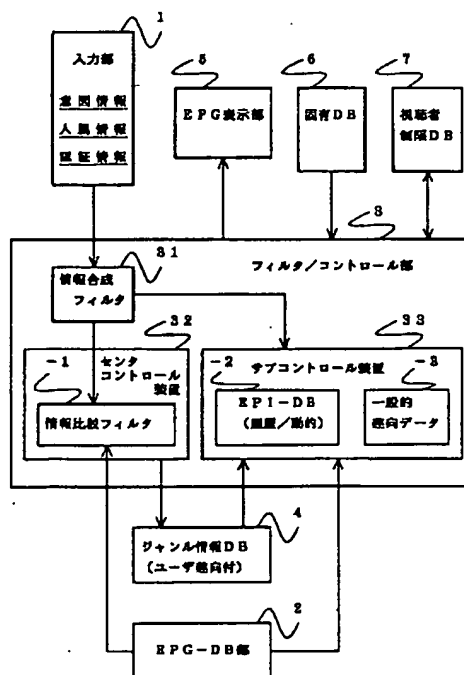 1
入力部
意図情報
人属情報
認証情報
5
EPG表示部
6
固有DB
7
視聴者
制限DB
3
フィルタ/コントロール部
31
情報合成
フィルタ
32
センタ
コントロール
装置
-1
情報比較フィルタ
33
サブコントロール装置
-2
EPI-DB
(履歴/動的)
-3
一般的
趣向データ
4
ジャンル情報DB
(ユーザ趣向付)
2
EPG-DB部